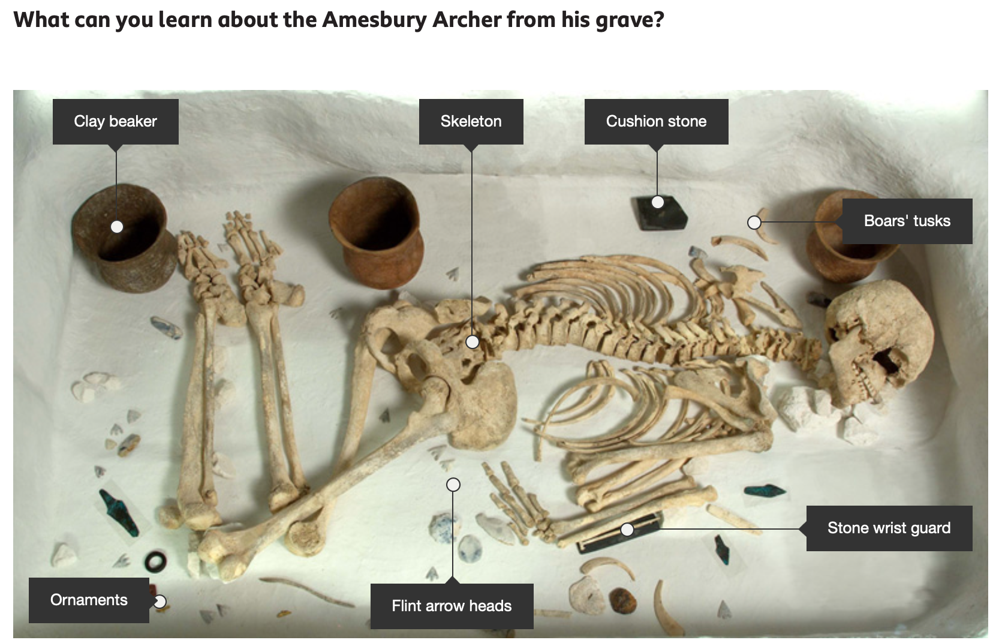 What can you learn about the Amesbury Archer from his grave?
Clay beaker
Skeleton
Cushion stone
Boars' tusks
Stone wrist guard
Ornaments
Flint arrow heads